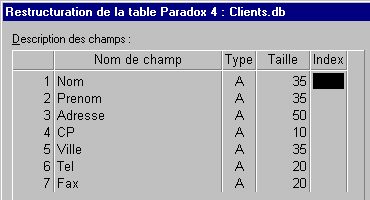 Restructuration de la table Paradox 4 : Clients.db
Description des champs :
Nom de champ Type Taille Index
1 Nom A 35
2 Prenom A 35
3 Adresse A 50
4 CP A 10
5 Ville A 35
6 Tel A 20
7 Fax A 20